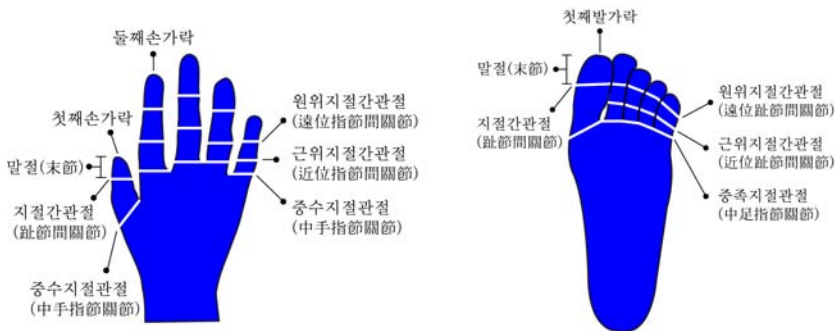 둘째손가락
첫째손가락
말절(末節)
지절간관절
(趾節間關節)
중수지절관절
(中手指節關節)
원위지절간관절
(遠位指節間關節)
근위지절간관절
(近位指節間關節)
중수지절관절
(中手指節關節)
첫째발가락
말절(末節)
지절간관절
(趾節間關節)
원위지절간관절
(遠位趾節間關節)
근위지절간관절
(近位趾節間關節)
중족지절관절
(中足指節關節)